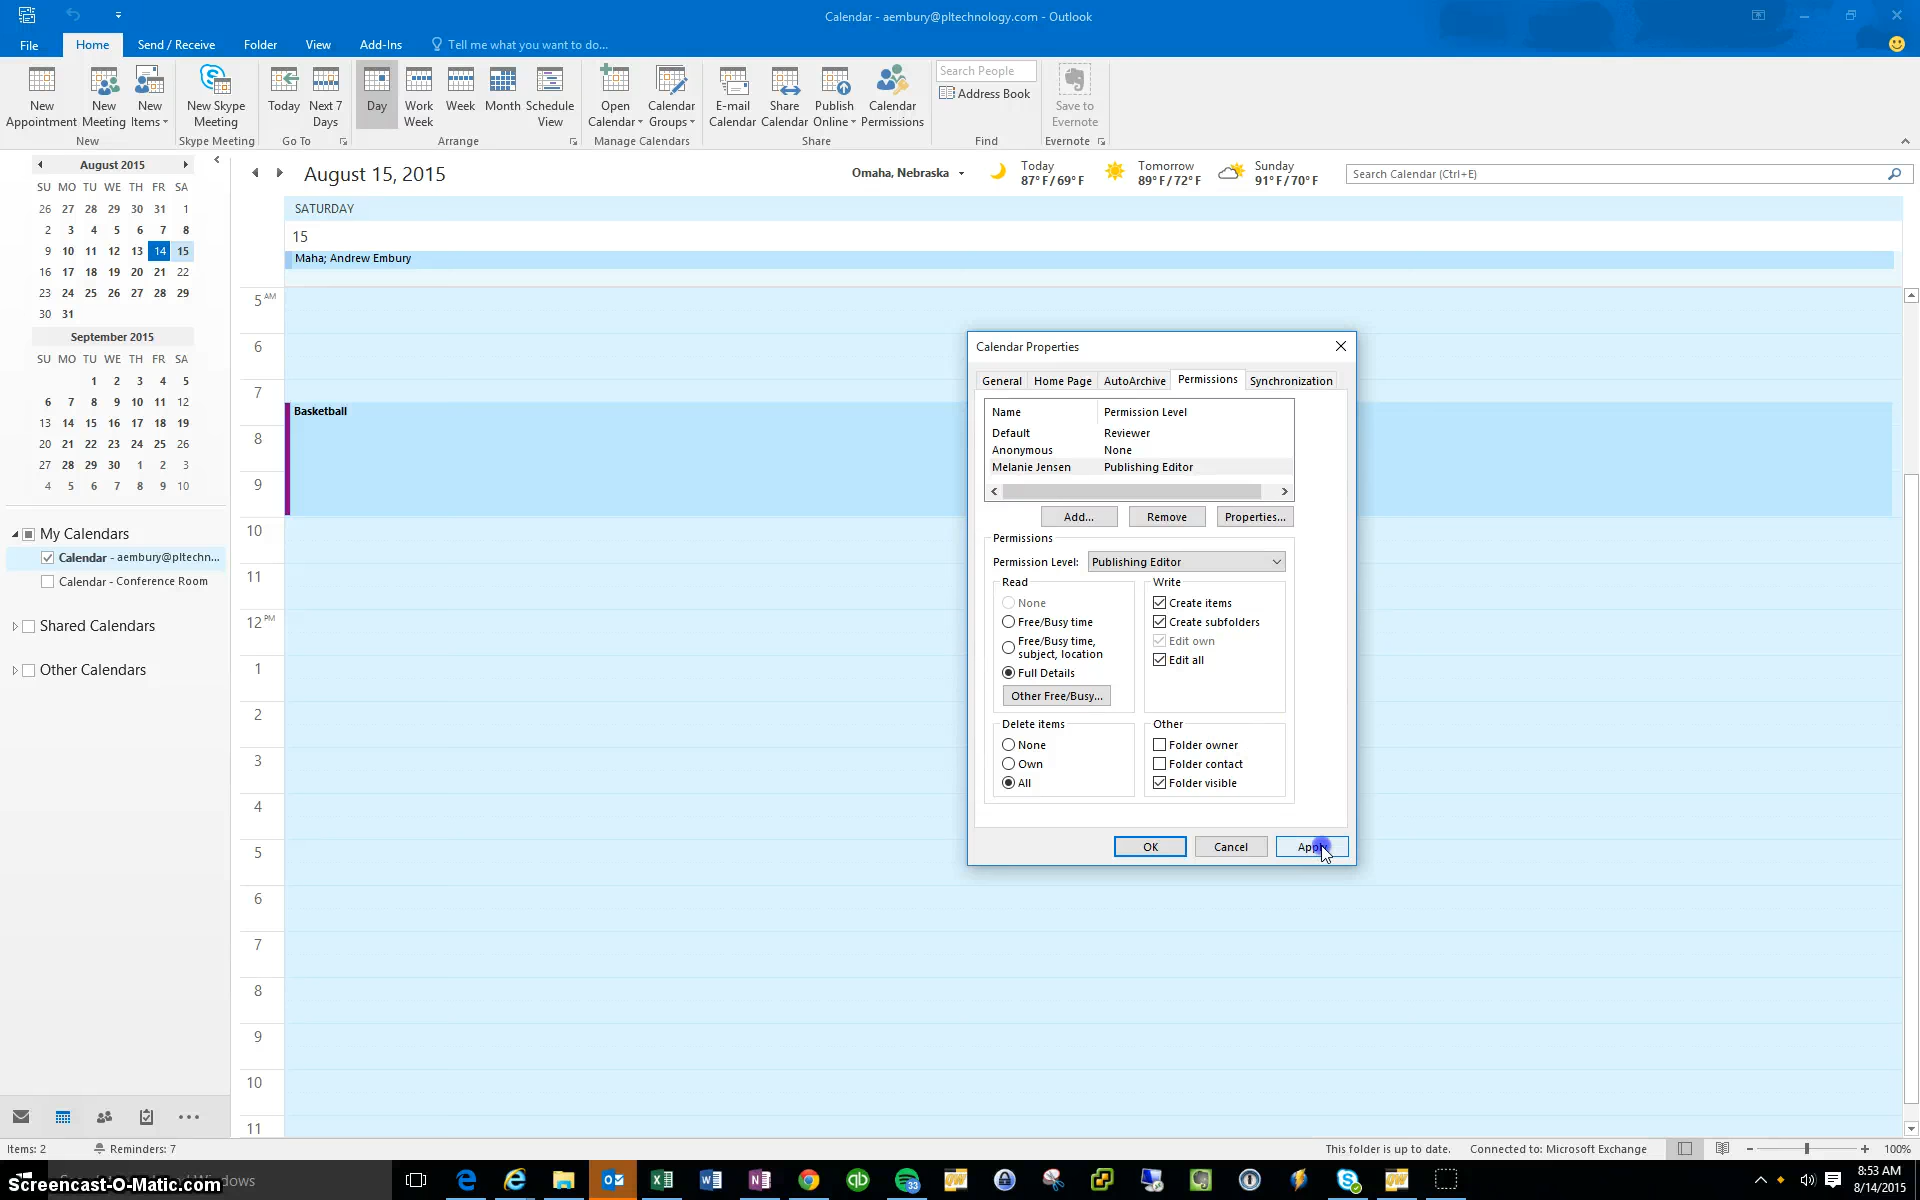 Calendar - aembury@pltechnology.com - Outlook
File Home Send / Receive Folder View Add-Ins Tell me what you want to do...
New Appointment
New Meeting
New Items
New
New Skype Meeting
Skype Meeting
Today
Next 7 Days
Go To
Day
Work Week
Week
Month
Schedule View
Arrange
Open Calendar
Calendar Groups
Manage Calendars
E-mail Calendar
Share Calendar
Publish Online
Calendar Permissions
Share
Search People
Address Book
Find
Save to Evernote
Evernote
August 2015
SU MO TU WE TH FR SA
26 27 28 29 30 31 1
2 3 4 5 6 7 8
9 10 11 12 13 14 15
16 17 18 19 20 21 22
23 24 25 26 27 28 29
30 31
September 2015
SU MO TU WE TH FR SA
1 2 3 4 5
6 7 8 9 10 11 12
13 14 15 16 17 18 19
20 21 22 23 24 25 26
27 28 29 30 1 2 3
4 5 6 7 8 9 10
My Calendars
Calendar - aembury@pltechn...
Calendar - Conference Room
Shared Calendars
Other Calendars
August 15, 2015
Omaha, Nebraska
Today
87°F/69°F
Tomorrow
89°F/72°F
Sunday
91°F/70°F
Search Calendar (Ctrl+E)
SATURDAY
15
Maha; Andrew Embury
5 AM
6
7
Basketball
8
9
10
11
12 PM
1
2
3
4
5
6
7
8
9
10
11
Calendar Properties
General Home Page AutoArchive Permissions Synchronization
Name Permission Level
Default Reviewer
Anonymous None
Melanie Jensen Publishing Editor
Add... Remove Properties...
Permissions
Permission Level: Publishing Editor
Read
None
Free/Busy time
Free/Busy time, subject, location
Full Details
Other Free/Busy...
Write
Create items
Create subfolders
Edit own
Edit all
Delete items
None
Own
All
Other
Folder owner
Folder contact
Folder visible
OK Cancel Apply
Items: 2 Reminders: 7
This folder is up to date. Connected to: Microsoft Exchange 100%
Screencast-O-Matic.com
33
8:53 AM
8/14/2015